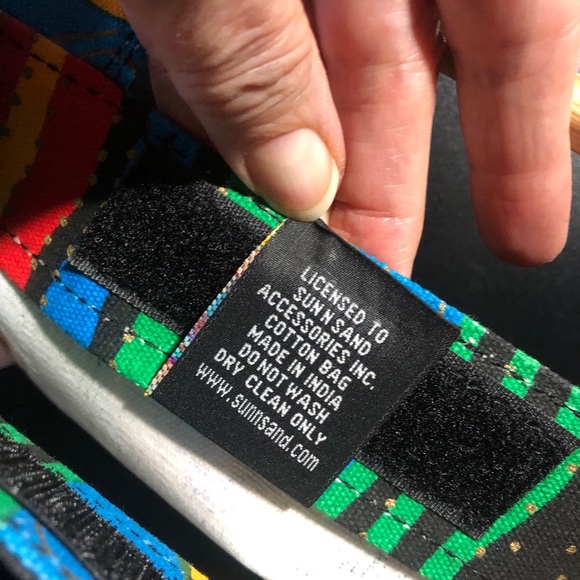 LICENSED TO
SUN N SAND
ACCESSORIES INC.
COTTON BAG
MADE IN INDIA
DO NOT WASH
DRY CLEAN ONLY
www.sunnsand.com